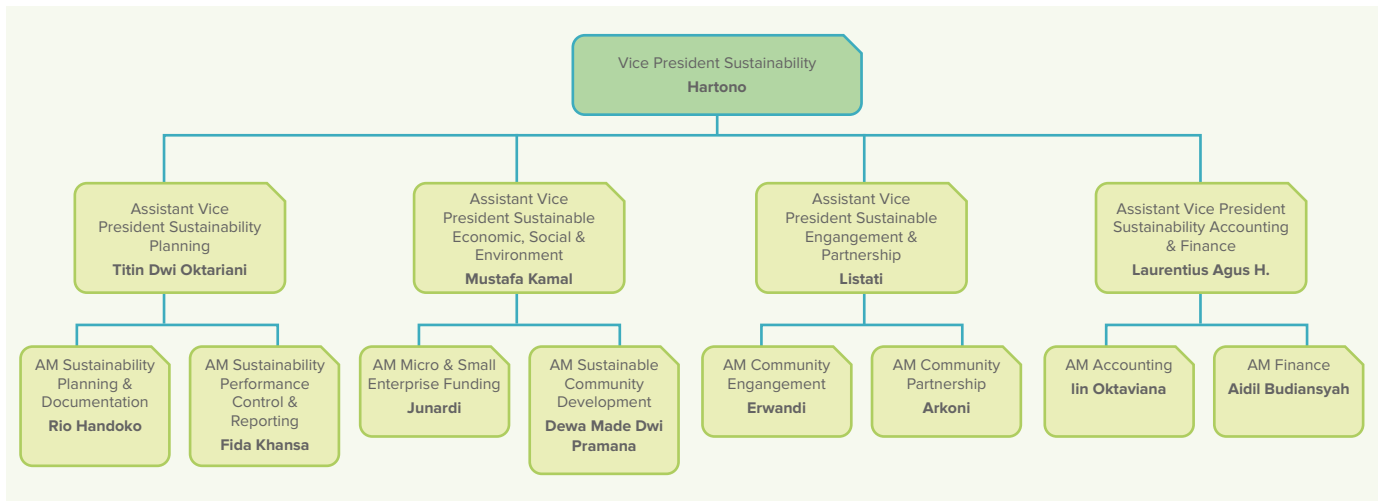 Vice President Sustainability
Hartono
Assistant Vice
President Sustainability
Planning
Titin Dwi Oktariani
Assistant Vice
President Sustainable
Economic, Social &
Environment
Mustafa Kamal
Assistant Vice
President Sustainable
Engangement &
Partnership
Listati
Assistant Vice President
Sustainability Accounting
& Finance
Laurentius Agus H.
AM Sustainability
Planning &
Documentation
Rio Handoko
AM Sustainability
Performance
Control &
Reporting
Fida Khansa
AM Micro & Small
Enterprise Funding
Junardi
AM Sustainable
Community
Development
Dewa Made Dwi
Pramana
AM Community
Engangement
Erwandi
AM Community
Partnership
Arkoni
AM Accounting
Iin Oktaviana
AM Finance
Aidil Budiansyah